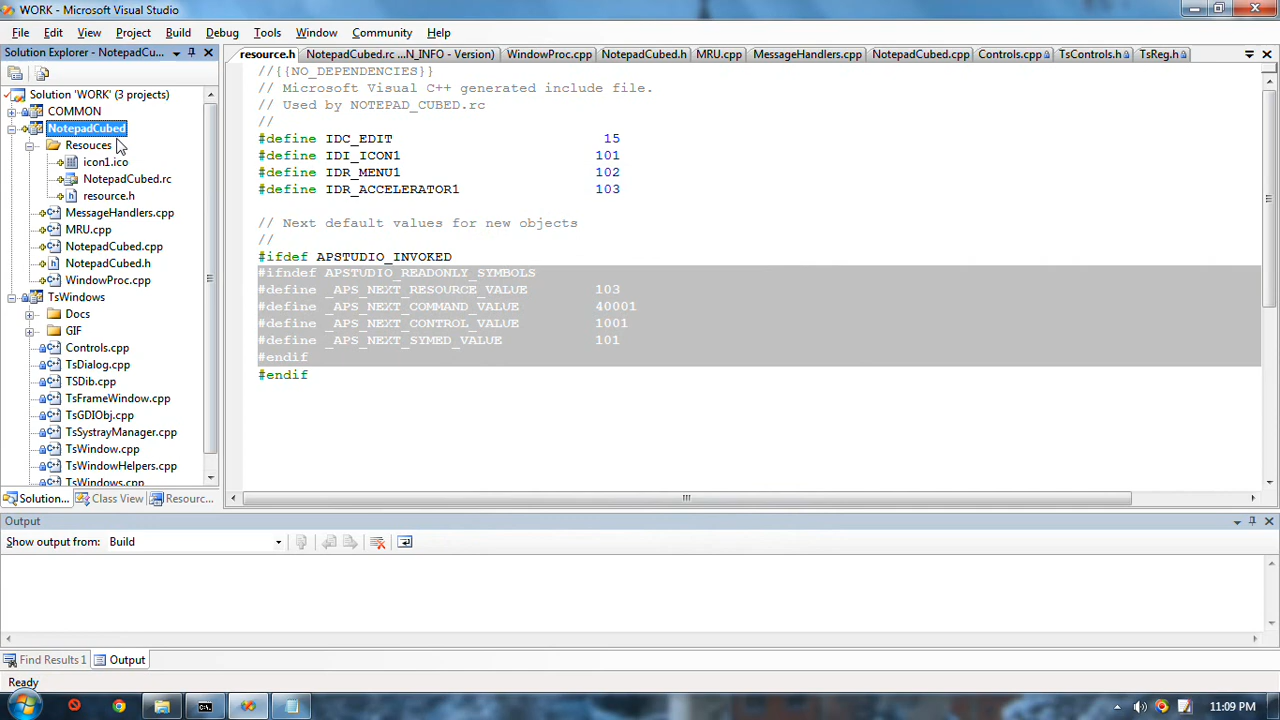 WORK - Microsoft Visual Studio
File Edit View Project Build Debug Tools Window Community Help
Solution Explorer - NotepadCu...
resource.h NotepadCubed.rc ...N_INFO - Version) WindowProc.cpp NotepadCubed.h MRU.cpp MessageHandlers.cpp NotepadCubed.cpp Controls.cpp TsControls.h TsReg.h
Solution 'WORK' (3 projects)
COMMON
NotepadCubed
Resouces
icon1.ico
NotepadCubed.rc
resource.h
MessageHandlers.cpp
MRU.cpp
NotepadCubed.cpp
NotepadCubed.h
WindowProc.cpp
TsWindows
Docs
GIF
Controls.cpp
TsDialog.cpp
TSDib.cpp
TsFrameWindow.cpp
TsGDIObj.cpp
TsSystrayManager.cpp
TsWindow.cpp
TsWindowHelpers.cpp
TsWindows.cpp
Solution... Class View Resourc...
//{{NO_DEPENDENCIES}}
// Microsoft Visual C++ generated include file.
// Used by NOTEPAD_CUBED.rc
//
#define IDC_EDIT 15
#define IDI_ICON1 101
#define IDR_MENU1 102
#define IDR_ACCELERATOR1 103
// Next default values for new objects
//
#ifdef APSTUDIO_INVOKED
#ifndef APSTUDIO_READONLY_SYMBOLS
#define _APS_NEXT_RESOURCE_VALUE 103
#define _APS_NEXT_COMMAND_VALUE 40001
#define _APS_NEXT_CONTROL_VALUE 1001
#define _APS_NEXT_SYMED_VALUE 101
#endif
#endif
Output
Show output from: Build
Find Results 1 Output
Ready
11:09 PM